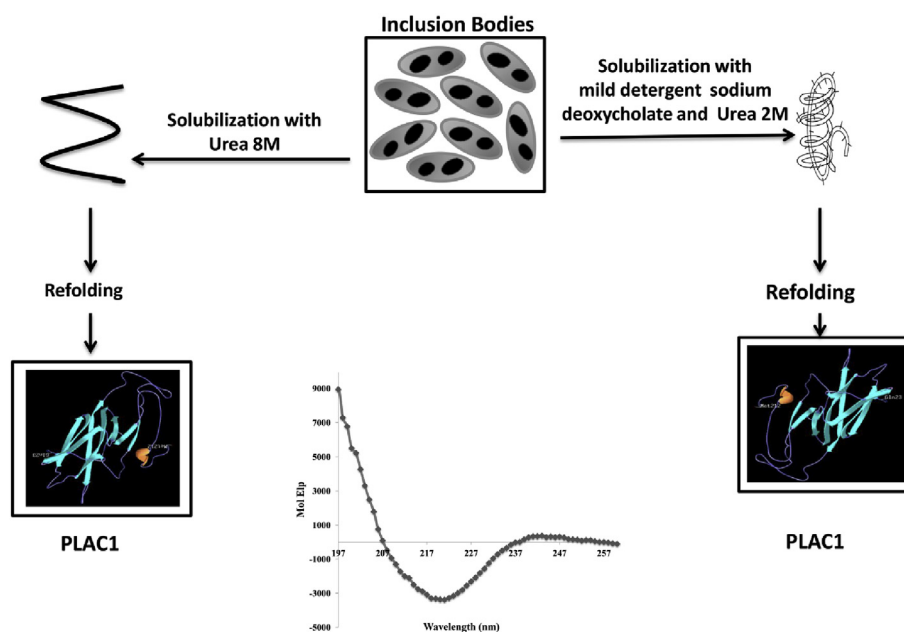 Inclusion Bodies
Solubilization with
Urea 8M
Solubilization with
mild detergent sodium
deoxycholate and Urea 2M
Refolding
Refolding
PLAC1
PLAC1
Mol Elp
9000
7000
5000
3000
1000
-1000
-3000
-5000
197
207
217
227
237
247
257
Wavelength (nm)